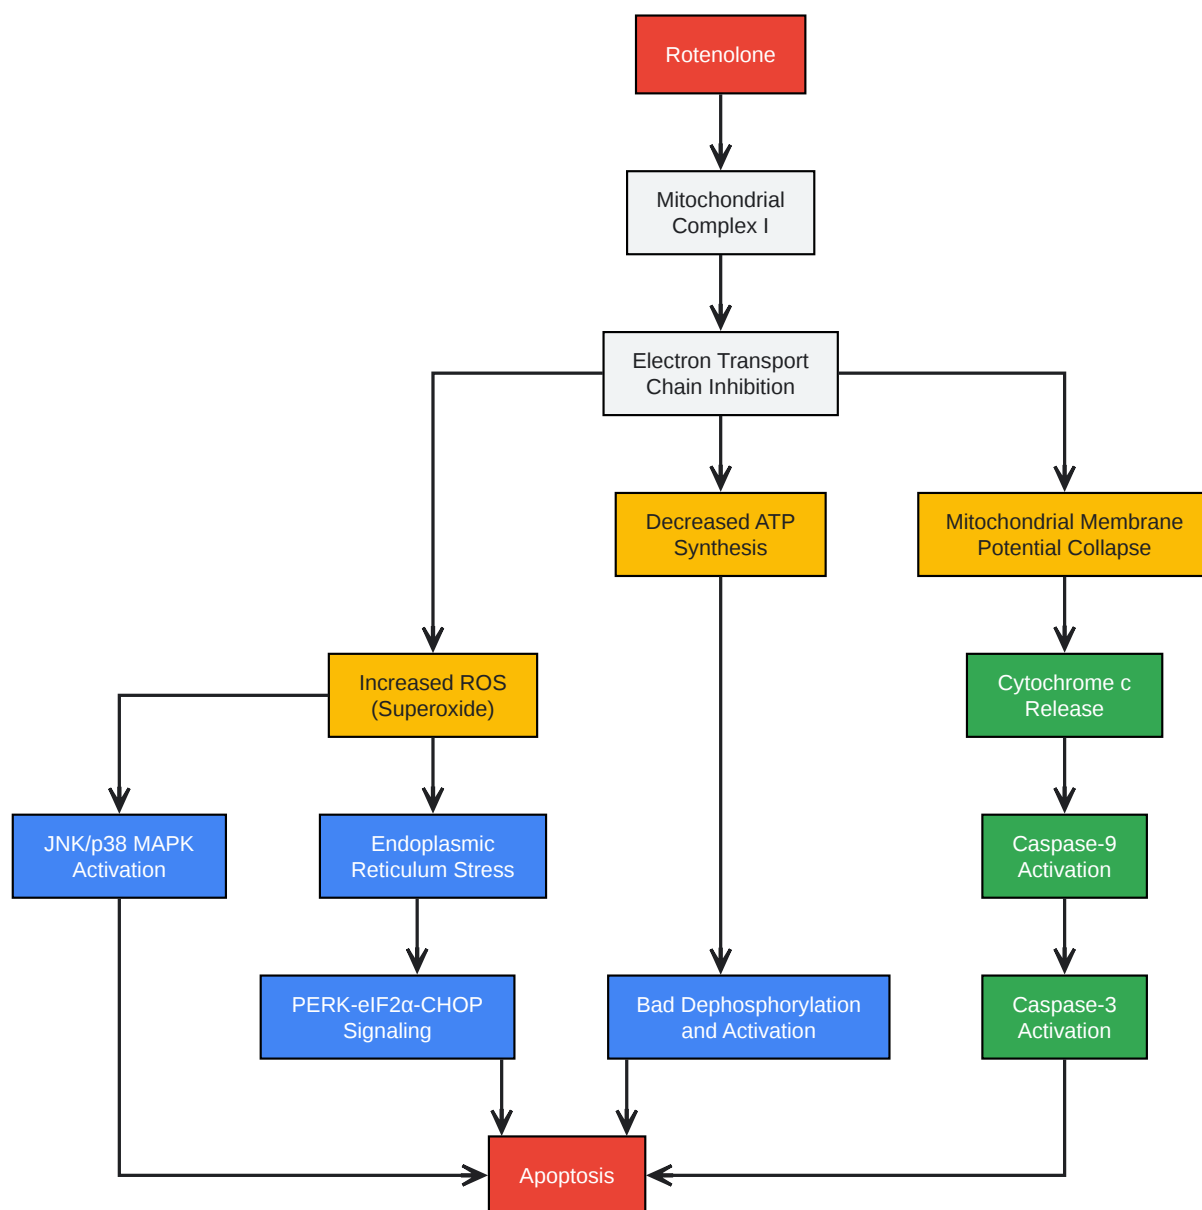 Rotenolone
Mitochondrial
Complex I
Electron Transport
Chain Inhibition
Decreased ATP
Synthesis
Mitochondrial Membrane
Potential Collapse
Increased ROS
(Superoxide)
Cytochrome c
Release
JNK/p38 MAPK
Activation
Endoplasmic
Reticulum Stress
Caspase-9
Activation
PERK-eIF2α-CHOP
Signaling
Bad Dephosphorylation
and Activation
Caspase-3
Activation
Apoptosis